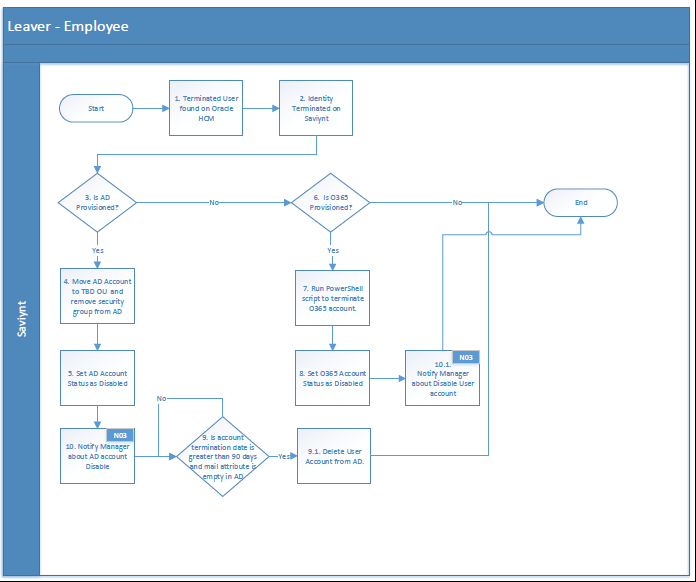 Leaver - Employee
Saviynt
Start
1. Terminated User
found on Oracle
HCM
2. Identity
Terminated on
Saviynt
3. Is AD
Provisioned?
No
6. Is O365
Provisioned?
No
End
Yes
Yes
4. Move AD Account
to TBD OU and
remove security
group from AD
7. Run PowerShell
script to terminate
O365 account.
5. Set AD Account
Status as Disabled
8. Set O365 Account
Status as Disabled
N03
10.1.
Notify Manager
about Disable User
account
No
N03
10. Notify Manager
about AD account
Disable
9. Is account
termination date is
greater than 90 days
and mail attribute is
empty in AD
Yes
9.1. Delete User
Account from AD.